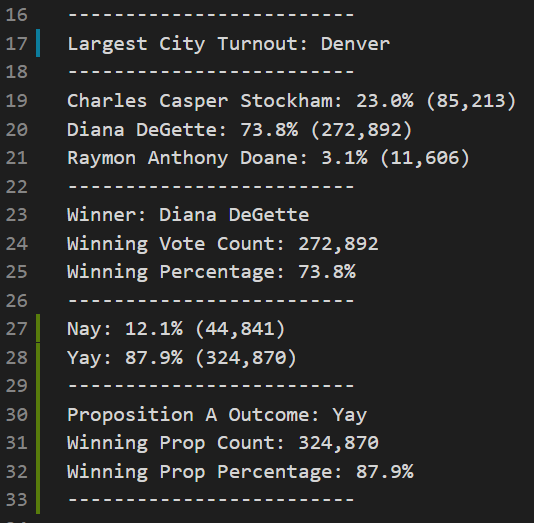 16 -------------------------
17 Largest City Turnout: Denver
18 -------------------------
19 Charles Casper Stockham: 23.0% (85,213)
20 Diana DeGette: 73.8% (272,892)
21 Raymon Anthony Doane: 3.1% (11,606)
22 -------------------------
23 Winner: Diana DeGette
24 Winning Vote Count: 272,892
25 Winning Percentage: 73.8%
26 -------------------------
27 Nay: 12.1% (44,841)
28 Yay: 87.9% (324,870)
29 -------------------------
30 Proposition A Outcome: Yay
31 Winning Prop Count: 324,870
32 Winning Prop Percentage: 87.9%
33 -------------------------